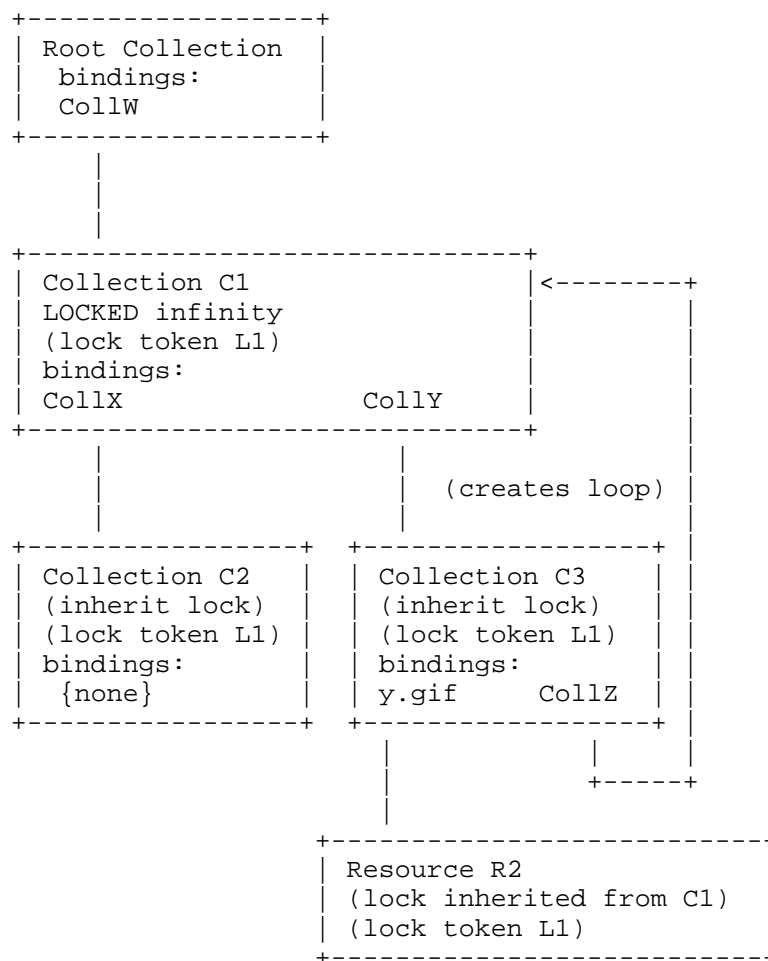 Root Collection
bindings:
CollW
Collection C1
LOCKED infinity
(lock token L1)
bindings:
CollX CollY
(creates loop)
Collection C2
(inherit lock)
(lock token L1)
bindings:
{none}
Collection C3
(inherit lock)
(lock token L1)
bindings:
y.gif CollZ
Resource R2
(lock inherited from C1)
(lock token L1)